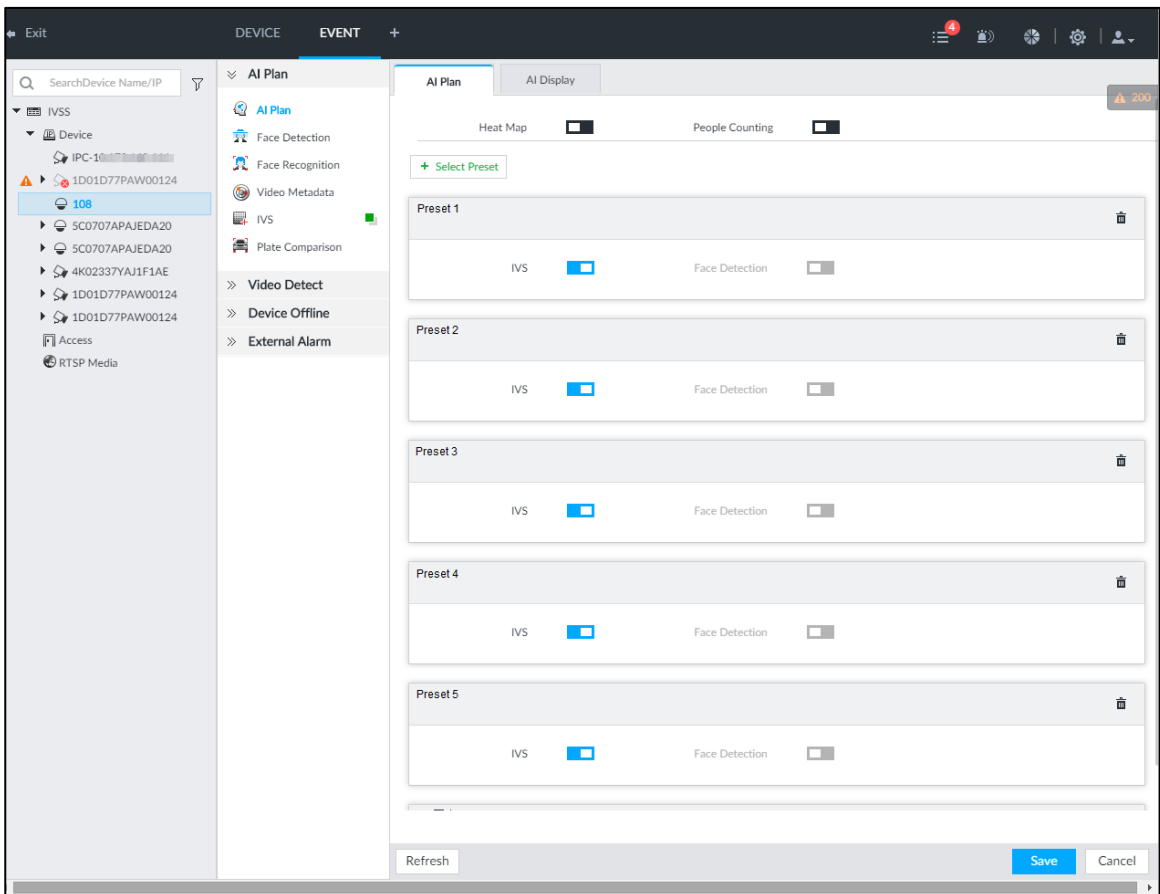 Exit
DEVICE EVENT +
4
SearchDevice Name/IP
IVSS
Device
IPC-1
1D01D77PAW00124
108
5C0707APAJEDA20
5C0707APAJEDA20
4K02337YAJ1F1AE
1D01D77PAW00124
1D01D77PAW00124
Access
RTSP Media
AI Plan
AI Plan
Face Detection
Face Recognition
Video Metadata
IVS
Plate Comparison
Video Detect
Device Offline
External Alarm
AI Plan AI Display
200
Heat Map People Counting
+ Select Preset
Preset 1
IVS Face Detection
Preset 2
IVS Face Detection
Preset 3
IVS Face Detection
Preset 4
IVS Face Detection
Preset 5
IVS Face Detection
Refresh Save Cancel